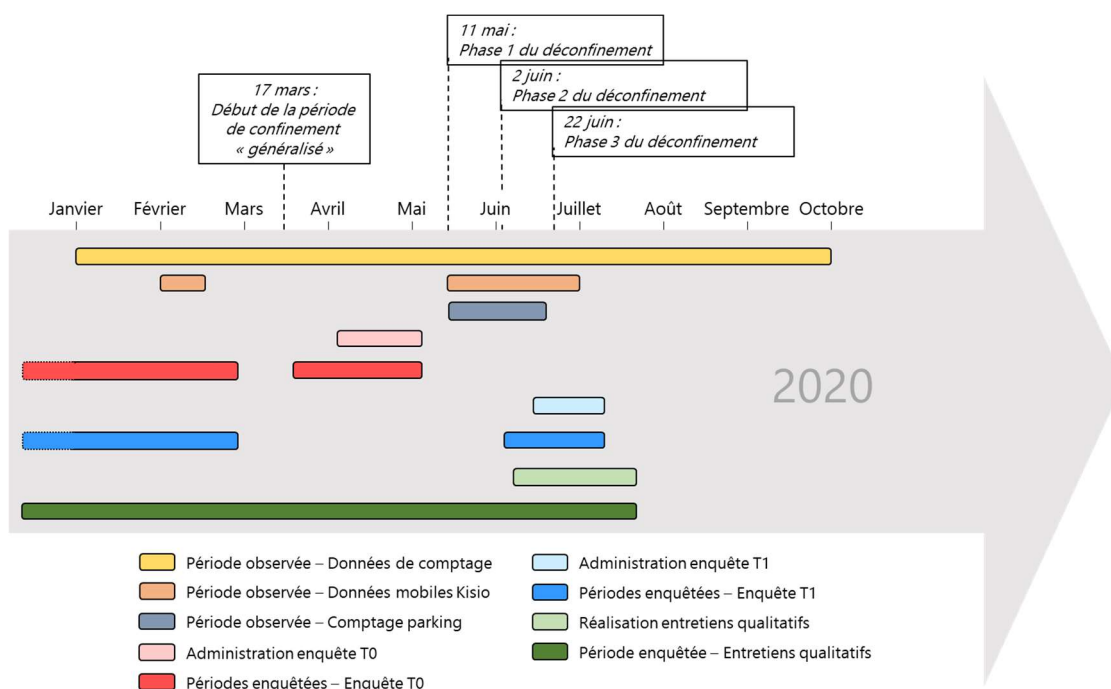 11 mai :
Phase 1 du déconfinement
2 juin :
Phase 2 du déconfinement
17 mars :
Début de la période
de confinement
« généralisé »
22 juin :
Phase 3 du déconfinement
Janvier Février Mars Avril Mai Juin Juillet Août Septembre Octobre
2020
Période observée – Données de comptage
Période observée – Données mobiles Kisio
Période observée – Comptage parking
Administration enquête T0
Périodes enquêtées – Enquête T0
Administration enquête T1
Périodes enquêtées – Enquête T1
Réalisation entretiens qualitatifs
Période enquêtée – Entretiens qualitatifs